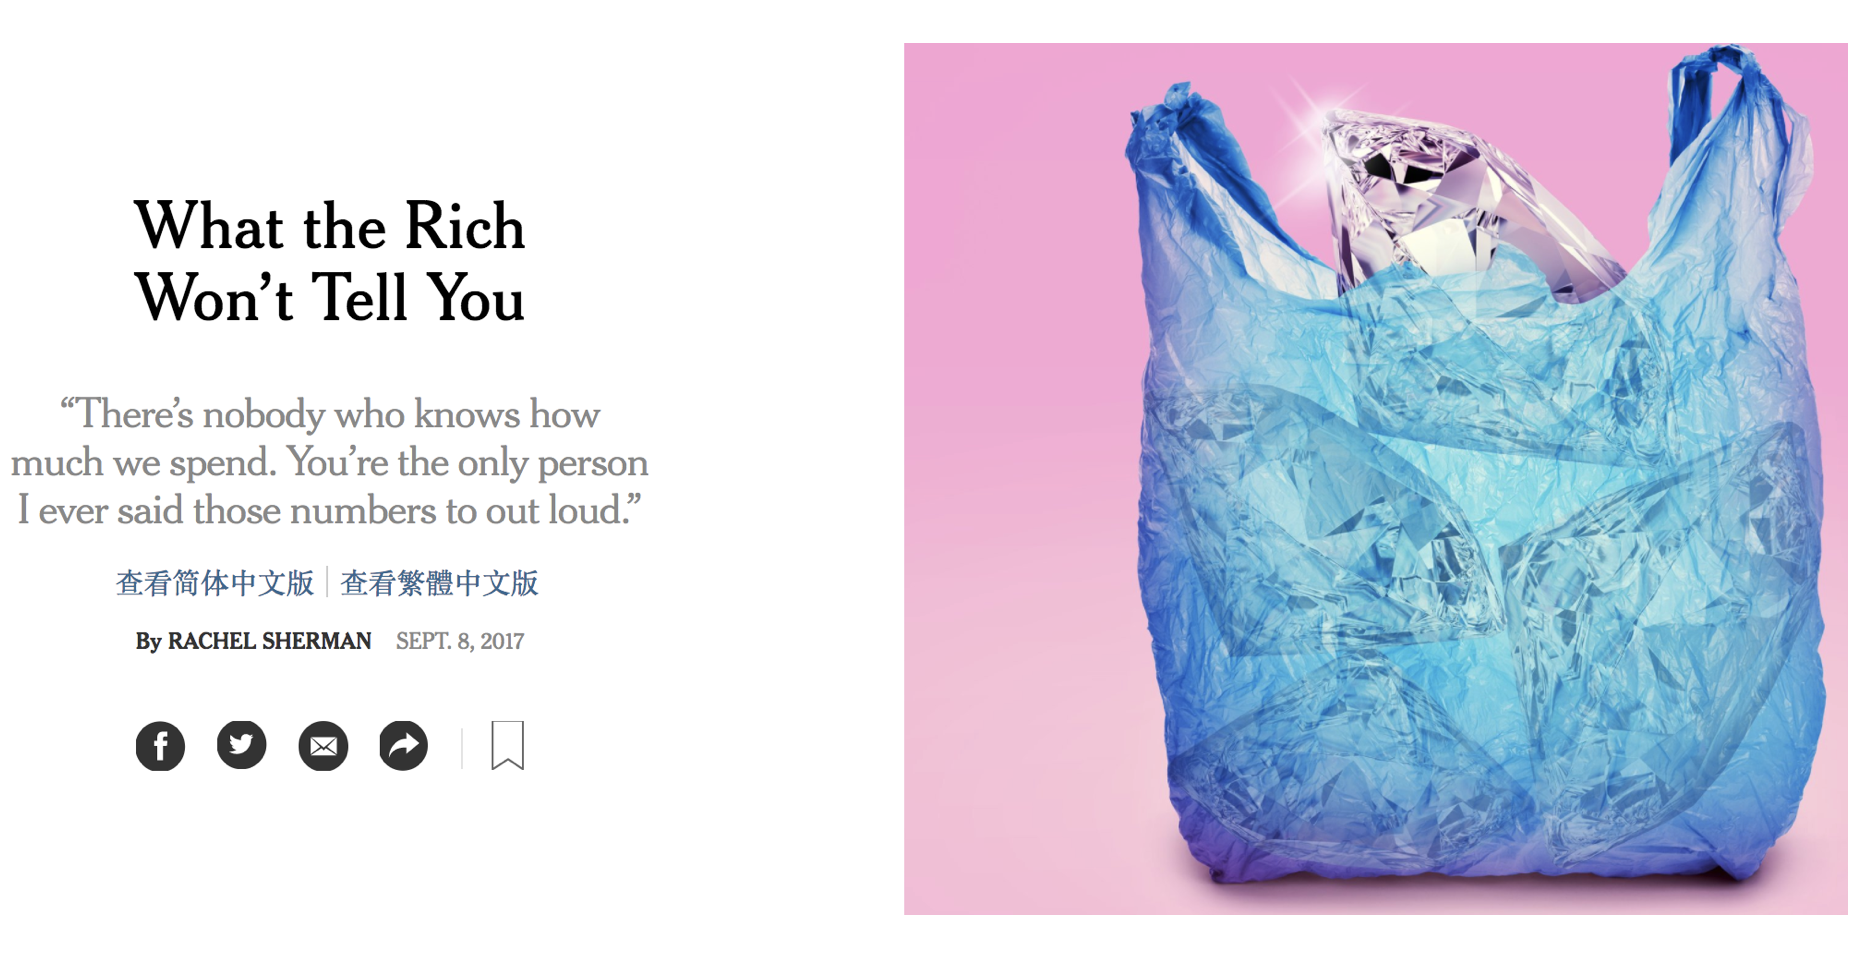 What the Rich
Won’t Tell You
“There’s nobody who knows how
much we spend. You’re the only person
I ever said those numbers to out loud.”
查看简体中文版 | 查看繁體中文版
By RACHEL SHERMAN SEPT. 8, 2017